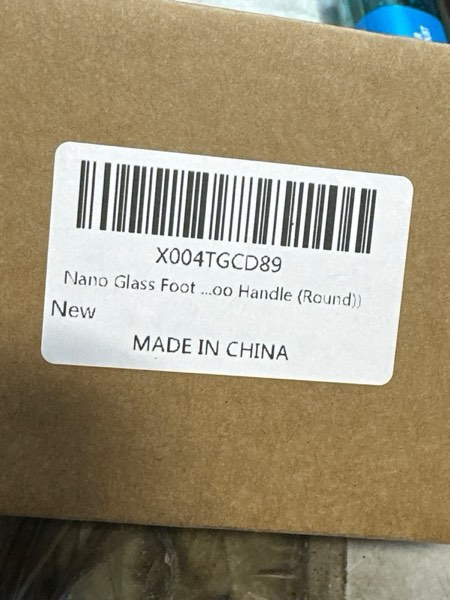 X004TGCD89
Nano Glass Foot ...oo Handle (Round))
New
MADE IN CHINA